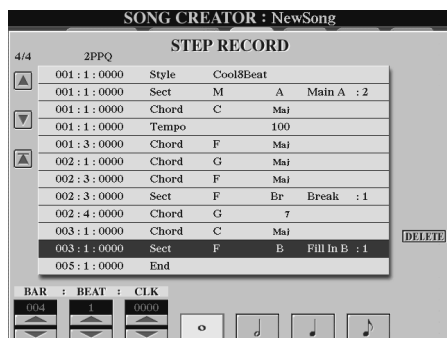 SONG CREATOR : NewSong
STEP RECORD
4/4 2PPQ
001 : 1 : 0000 Style Cool8Beat
001 : 1 : 0000 Sect M A Main A : 2
001 : 1 : 0000 Chord C Maj
001 : 1 : 0000 Tempo 100
001 : 3 : 0000 Chord F Maj
002 : 1 : 0000 Chord G Maj
002 : 3 : 0000 Chord F Maj
002 : 3 : 0000 Sect F Br Break : 1
002 : 4 : 0000 Chord G 7
003 : 1 : 0000 Chord C Maj
DELETE
003 : 1 : 0000 Sect F B Fill In B : 1
005 : 1 : 0000 End
BAR : BEAT : CLK
004 1 0000